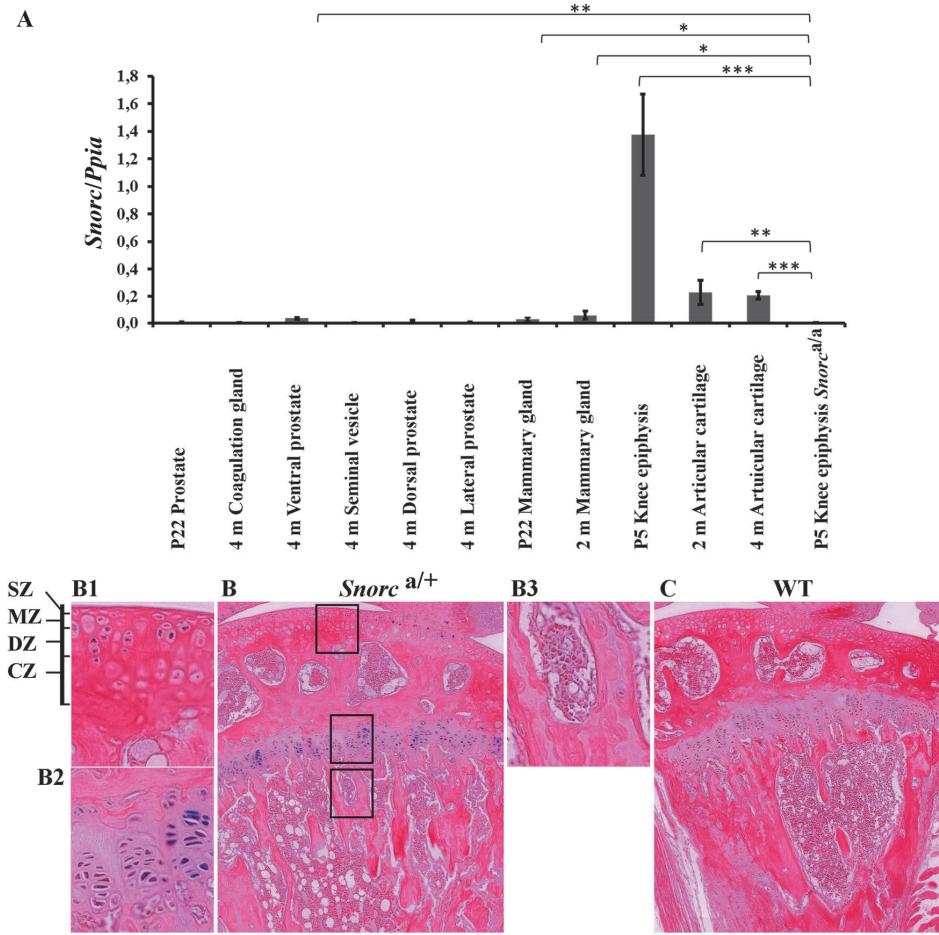 A
**
*
*
***
**
***
Snorc/Ppia
1,8
1,6
1,4
1,2
1,0
0,8
0,6
0,4
0,2
0,0
P22 Prostate
4 m Coagulation gland
4 m Ventral prostate
4 m Seminal vesicle
4 m Dorsal prostate
4 m Lateral prostate
P22 Mammary gland
2 m Mammary gland
P5 Knee epiphysis
2 m Articular cartilage
4 m Artuicular cartilage
P5 Knee epiphysis Snorc a/a
B1
B
Snorc a/+
B3
C
WT
SZ
MZ
DZ
CZ
B2